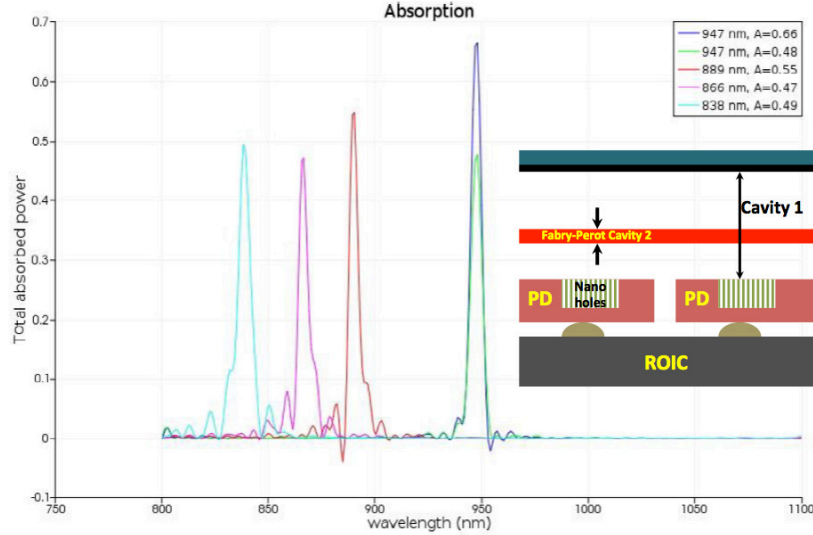 Absorption
0.7
0.6
0.5
0.4
0.3
0.2
0.1
0
-0.1
Total absorbed power
750
800
850
900
950
1000
1050
1100
wavelength (nm)
947 nm, A=0.66
947 nm, A=0.48
889 nm, A=0.55
866 nm, A=0.47
838 nm, A=0.49
Cavity 1
Fabry-Perot Cavity 2
PD
Nano
holes
PD
ROIC